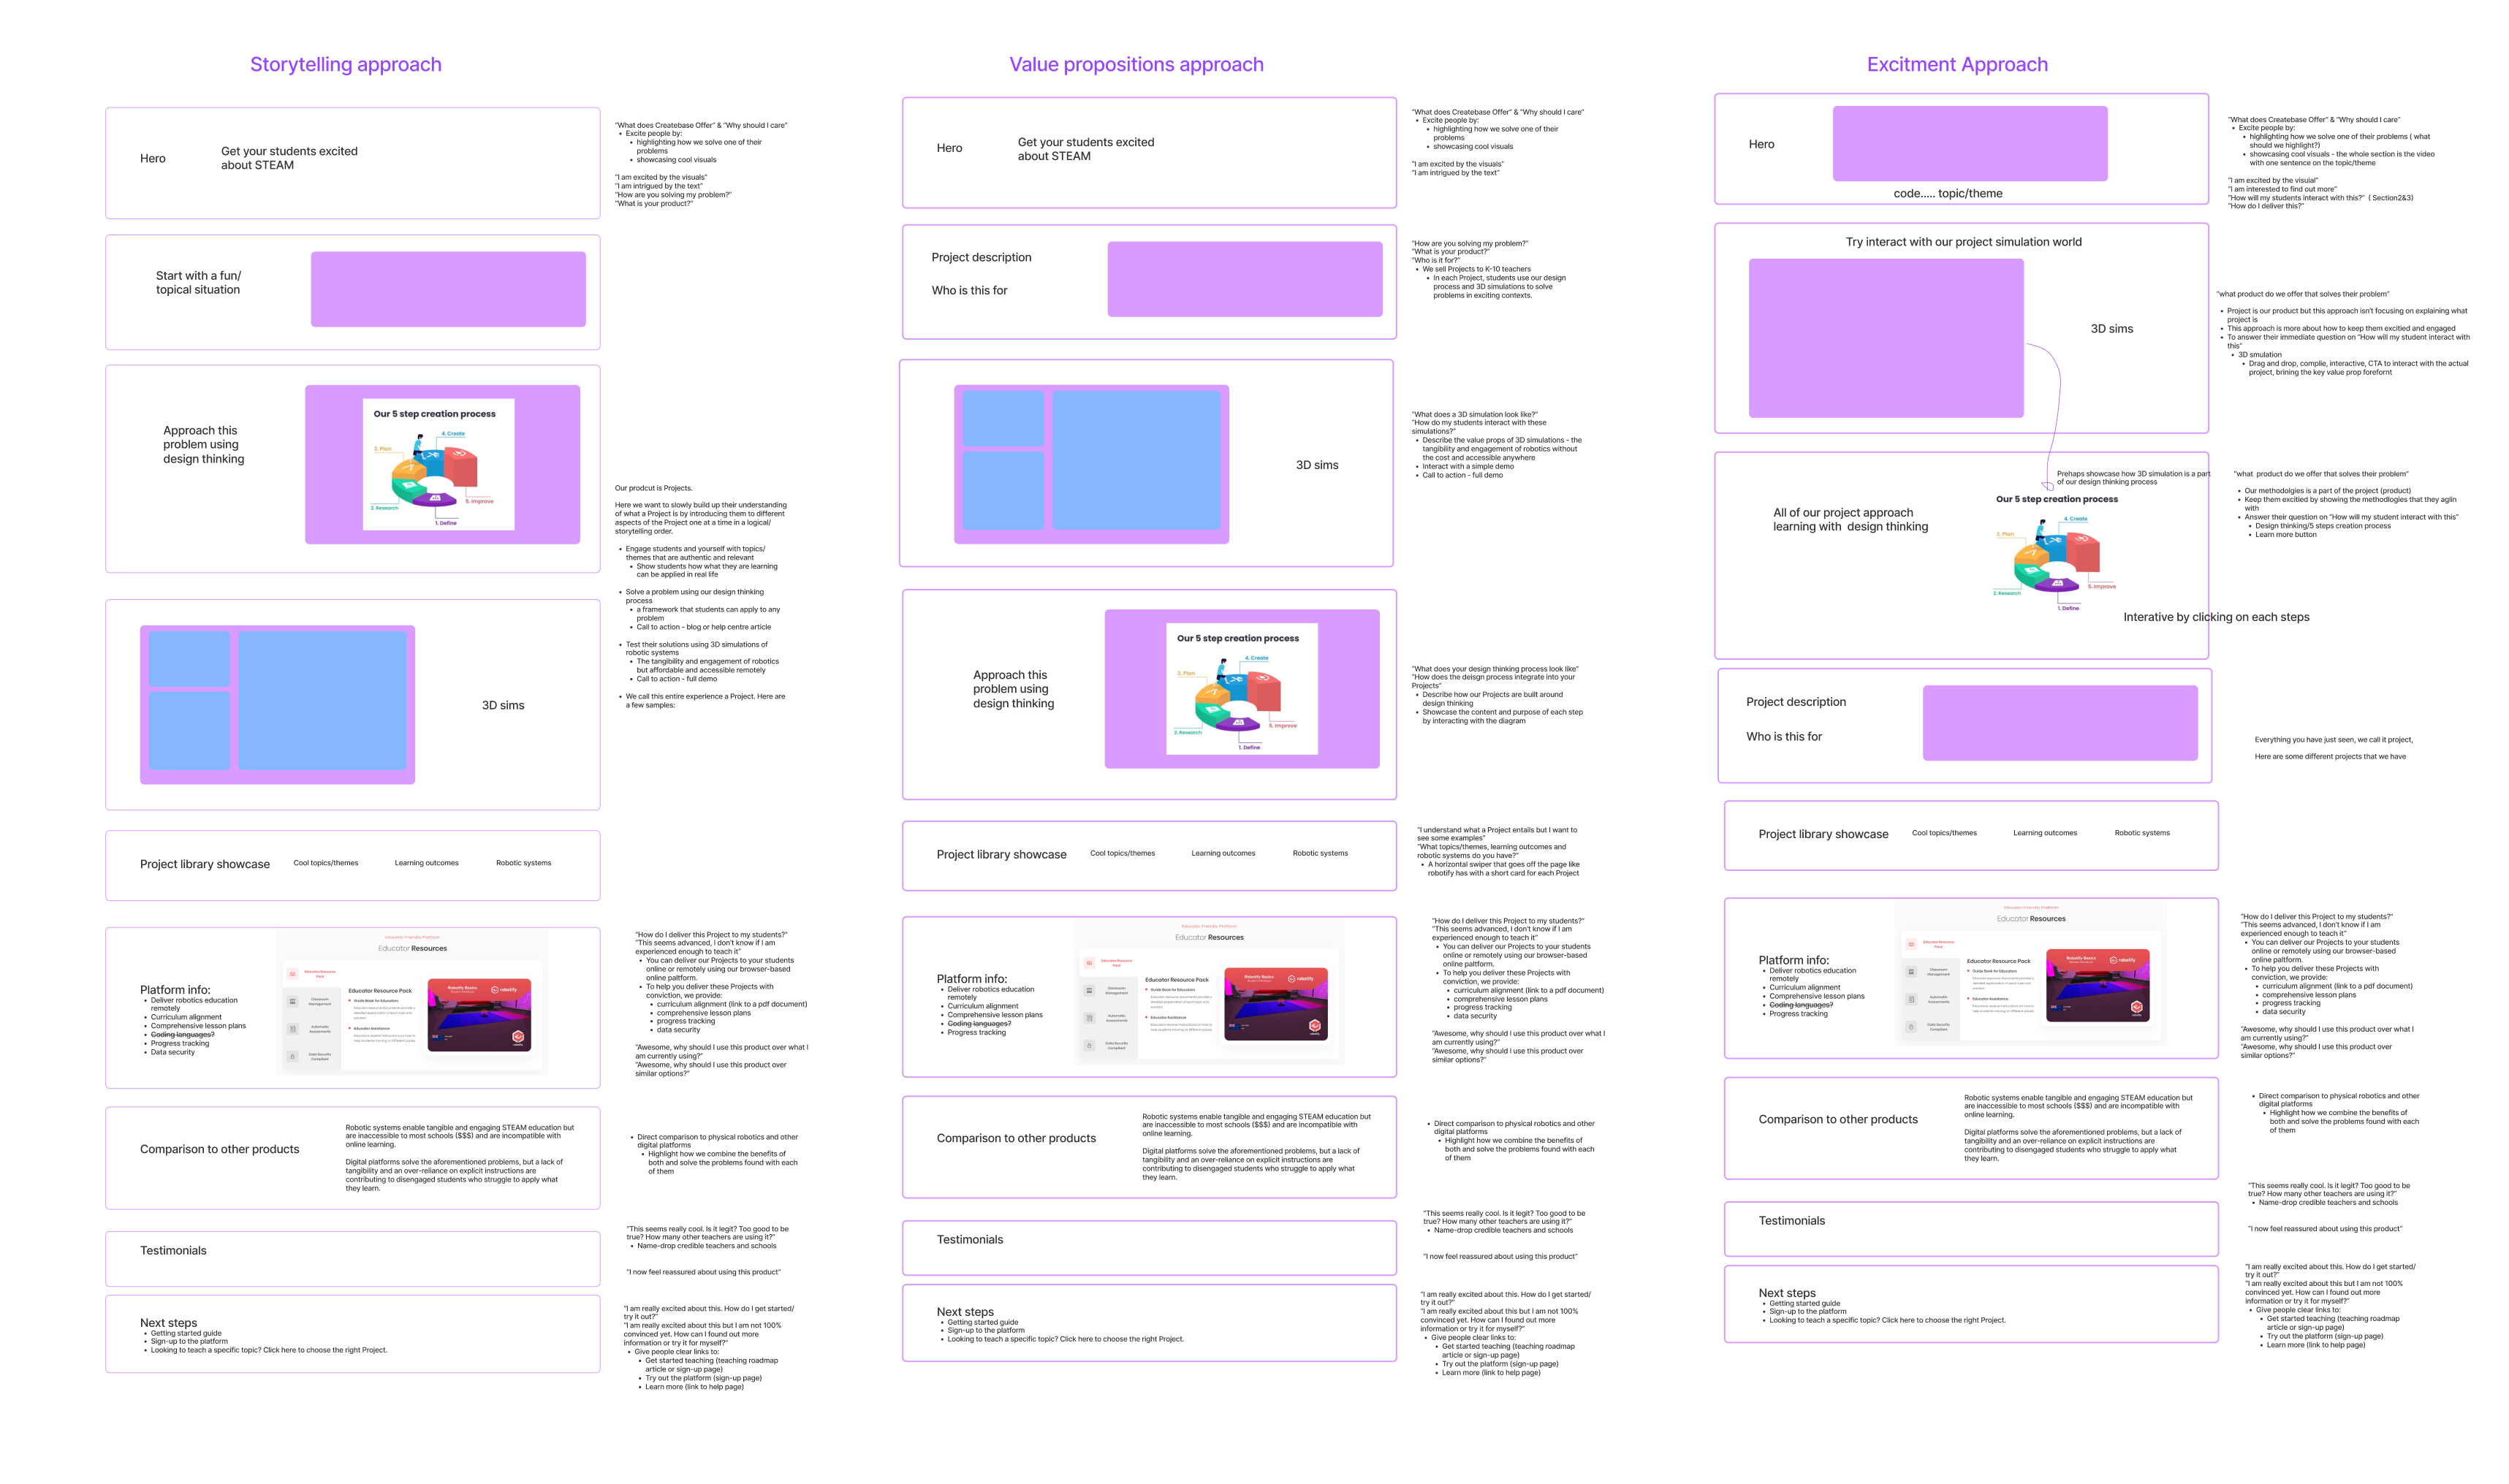 Storytelling approach
Hero
Get your students excited
about STEAM
"What does Createbase Offer" & "Why should I care"
• Excite people by:
• highlighting how we solve one of their
problems
• showcasing cool visuals
"I am excited by the visuals"
"I am intrigued by the text"
"How are you solving my problem?"
"What is your product?"
Start with a fun/
topical situation
Approach this
problem using
design thinking
Our 5 step creation process
4. Create
3. Plan
5. Improve
2. Research
1. Define
Our prodcut is Projects.
Here we want to slowly build up their understanding
of what a Project is by introducing them to different
aspects of the Project one at a time in a logical/
storytelling order.
• Engage students and yourself with topics/
themes that are authentic and relevant
• Show students how what they are learning
can be applied in real life
• Solve a problem using our design thinking
process
• a framework that students can apply to any
problem
• Call to action - blog or help centre article
• Test their solutions using 3D simulations of
robotic systems
• The tangibility and engagement of robotics
but affordable and accessible remotely
• Call to action - full demo
• We call this entire experience a Project. Here are
a few samples:
3D sims
Project library showcase
Cool topics/themes
Learning outcomes
Robotic systems
Platform info:
• Deliver robotics education
remotely
• Curriculum alignment
• Comprehensive lesson plans
• Coding languages?
• Progress tracking
• Data security
Educator Friendly Platform
Educator Resources
Educator Resource
Pack
Classroom
Management
Automatic
Assessments
Data Security
Compliant
Educator Resource Pack
Guide Book for Educators
Educator Assistance
Robotify Basics
robotify
"How do I deliver this Project to my students?"
"This seems advanced, I don't know if I am
experienced enough to teach it"
• You can deliver our Projects to your students
online or remotely using our browser-based
online paltform.
• To help you deliver these Projects with
conviction, we provide:
• curriculum alignment (link to a pdf document)
• comprehensive lesson plans
• progress tracking
• data security
"Awesome, why should I use this product over what I
am currently using?"
"Awesome, why should I use this product over
similar options?"
Comparison to other products
Robotic systems enable tangible and engaging STEAM education but
are inaccessible to most schools ($$$) and are incompatible with
online learning.
Digital platforms solve the aforementioned problems, but a lack of
tangibility and an over-reliance on explicit instructions are
contributing to disengaged students who struggle to apply what
they learn.
• Direct comparison to physical robotics and other
digital platforms
• Highlight how we combine the benefits of
both and solve the problems found with each
of them
Testimonials
"This seems really cool. Is it legit? Too good to be
true? How many other teachers are using it?"
• Name-drop credible teachers and schools
"I now feel reassured about using this product"
Next steps
• Getting started guide
• Sign-up to the platform
• Looking to teach a specific topic? Click here to choose the right Project.
"I am really excited about this. How do I get started/
try it out?"
"I am really excited about this but I am not 100%
convinced yet. How can I found out more
information or try it for myself?"
• Give people clear links to:
• Get started teaching (teaching roadmap
article or sign-up page)
• Try out the platform (sign-up page)
• Learn more (link to help page)
Value propositions approach
Hero
Get your students excited
about STEAM
"What does Createbase Offer" & "Why should I care"
• Excite people by:
• highlighting how we solve one of their
problems
• showcasing cool visuals
"I am excited by the visuals"
"I am intrigued by the text"
Project description
Who is this for
"How are you solving my problem?"
"What is your product?"
"Who is it for?"
• We sell Projects to K-10 teachers
• In each Project, students use our design
process and 3D simulations to solve
problems in exciting contexts.
3D sims
"What does a 3D simulation look like?"
"How do my students interact with these
simulations?"
• Describe the value props of 3D simulations - the
tangibility and engagement of robotics without
the cost and accessible anywhere
• Interact with a simple demo
• Call to action - full demo
Approach this
problem using
design thinking
Our 5 step creation process
4. Create
3. Plan
5. Improve
2. Research
1. Define
"What does your design thinking process look like"
"How does the deisign process integrate into your
Projects"
• Describe how our Projects are built around
design thinking
• Showcase the content and purpose of each step
by interacting with the diagram
Project library showcase
Cool topics/themes
Learning outcomes
Robotic systems
"I understand what a Project entails but I want to
see some examples"
"What topics/themes, learning outcomes and
robotic systems do you have?"
• A horizontal swiper that goes off the page like
robotify has with a short card for each Project
Platform info:
• Deliver robotics education
remotely
• Curriculum alignment
• Comprehensive lesson plans
• Coding languages?
• Progress tracking
Educator Friendly Platform
Educator Resources
Educator Resource
Pack
Classroom
Management
Automatic
Assessments
Data Security
Compliant
Educator Resource Pack
Guide Book for Educators
Educator Assistance
Robotify Basics
robotify
"How do I deliver this Project to my students?"
"This seems advanced, I don't know if I am
experienced enough to teach it"
• You can deliver our Projects to your students
online or remotely using our browser-based
online paltform.
• To help you deliver these Projects with
conviction, we provide:
• curriculum alignment (link to a pdf document)
• comprehensive lesson plans
• progress tracking
• data security
"Awesome, why should I use this product over what I
am currently using?"
"Awesome, why should I use this product over
similar options?"
Comparison to other products
Robotic systems enable tangible and engaging STEAM education but
are inaccessible to most schools ($$$) and are incompatible with
online learning.
Digital platforms solve the aforementioned problems, but a lack of
tangibility and an over-reliance on explicit instructions are
contributing to disengaged students who struggle to apply what
they learn.
• Direct comparison to physical robotics and other
digital platforms
• Highlight how we combine the benefits of
both and solve the problems found with each
of them
Testimonials
"This seems really cool. Is it legit? Too good to be
true? How many other teachers are using it?"
• Name-drop credible teachers and schools
"I now feel reassured about using this product"
Next steps
• Getting started guide
• Sign-up to the platform
• Looking to teach a specific topic? Click here to choose the right Project.
"I am really excited about this. How do I get started/
try it out?"
"I am really excited about this but I am not 100%
convinced yet. How can I found out more
information or try it for myself?"
• Give people clear links to:
• Get started teaching (teaching roadmap
article or sign-up page)
• Try out the platform (sign-up page)
• Learn more (link to help page)
Excitment Approach
Hero
code..... topic/theme
"What does Createbase Offer" & "Why should I care"
• Excite people by:
• highlighting how we solve one of their problems ( what
should we highlight?)
• showcasing cool visuals - the whole section is the video
with one sentence on the topic/theme
"I am excited by the visuial"
"I am interested to find out more"
"How will my students interact with this?" ( Section2&3)
"How do I deliver this?"
Try interact with our project simulation world
3D sims
"what product do we offer that solves their problem"
• Project is our product but this approach isn't focusing on explaining what
project is
• This approach is more about how to keep them excitied and engaged
• To answer their immediate question on "How will my student interact with
this"
• 3D smulation
• Drag and drop, complie, interactive, CTA to interact with the actual
project, brining the key value prop forefornt
All of our project approach
learning with design thinking
Prehaps showcase how 3D simulation is a part
of our design thinking process
Our 5 step creation process
4. Create
3. Plan
5. Improve
2. Research
1. Define
Interative by clicking on each steps
"what product do we offer that solves their problem"
• Our methodolgies is a part of the project (product)
• Keep them excitied by showing the methodlogies that they aglin
with
• Answer their question on "How will my student interact with this"
• Design thinking/5 steps creation process
• Learn more button
Project description
Who is this for
Everything you have just seen, we call it project,
Here are some different projects that we have
Project library showcase
Cool topics/themes
Learning outcomes
Robotic systems
Platform info:
• Deliver robotics education
remotely
• Curriculum alignment
• Comprehensive lesson plans
• Coding languages?
• Progress tracking
Educator Friendly Platform
Educator Resources
Educator Resource
Pack
Classroom
Management
Automatic
Assessments
Data Security
Compliant
Educator Resource Pack
Guide Book for Educators
Educator Assistance
Robotify Basics
robotify
"How do I deliver this Project to my students?"
"This seems advanced, I don't know if I am
experienced enough to teach it"
• You can deliver our Projects to your students
online or remotely using our browser-based
online paltform.
• To help you deliver these Projects with
conviction, we provide:
• curriculum alignment (link to a pdf document)
• comprehensive lesson plans
• progress tracking
• data security
"Awesome, why should I use this product over what I
am currently using?"
"Awesome, why should I use this product over
similar options?"
Comparison to other products
Robotic systems enable tangible and engaging STEAM education but
are inaccessible to most schools ($$$) and are incompatible with
online learning.
Digital platforms solve the aforementioned problems, but a lack of
tangibility and an over-reliance on explicit instructions are
contributing to disengaged students who struggle to apply what
they learn.
• Direct comparison to physical robotics and other
digital platforms
• Highlight how we combine the benefits of
both and solve the problems found with each
of them
Testimonials
"This seems really cool. Is it legit? Too good to be
true? How many other teachers are using it?"
• Name-drop credible teachers and schools
"I now feel reassured about using this product"
Next steps
• Getting started guide
• Sign-up to the platform
• Looking to teach a specific topic? Click here to choose the right Project.
"I am really excited about this. How do I get started/
try it out?"
"I am really excited about this but I am not 100%
convinced yet. How can I found out more
information or try it for myself?"
• Give people clear links to:
• Get started teaching (teaching roadmap
article or sign-up page)
• Try out the platform (sign-up page)
• Learn more (link to help page)